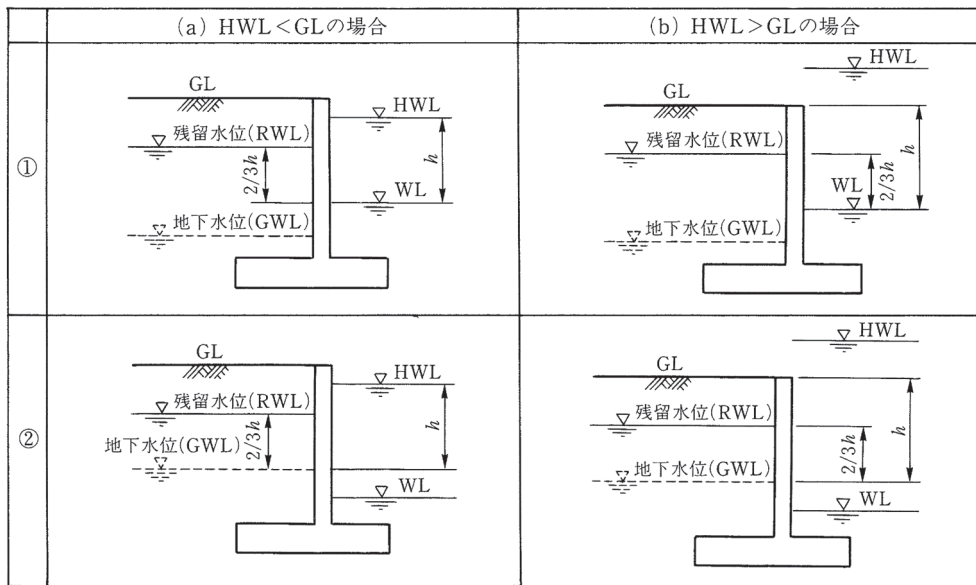 (a) HWL<GLの場合
(b) HWL>GLの場合
①
GL
HWL
残留水位(RWL)
h
2/3h
WL
地下水位(GWL)
HWL
GL
残留水位(RWL)
h
WL
2/3h
地下水位(GWL)
②
GL
HWL
残留水位(RWL)
h
地下水位(GWL)
2/3h
WL
HWL
GL
残留水位(RWL)
h
2/3h
地下水位(GWL)
WL